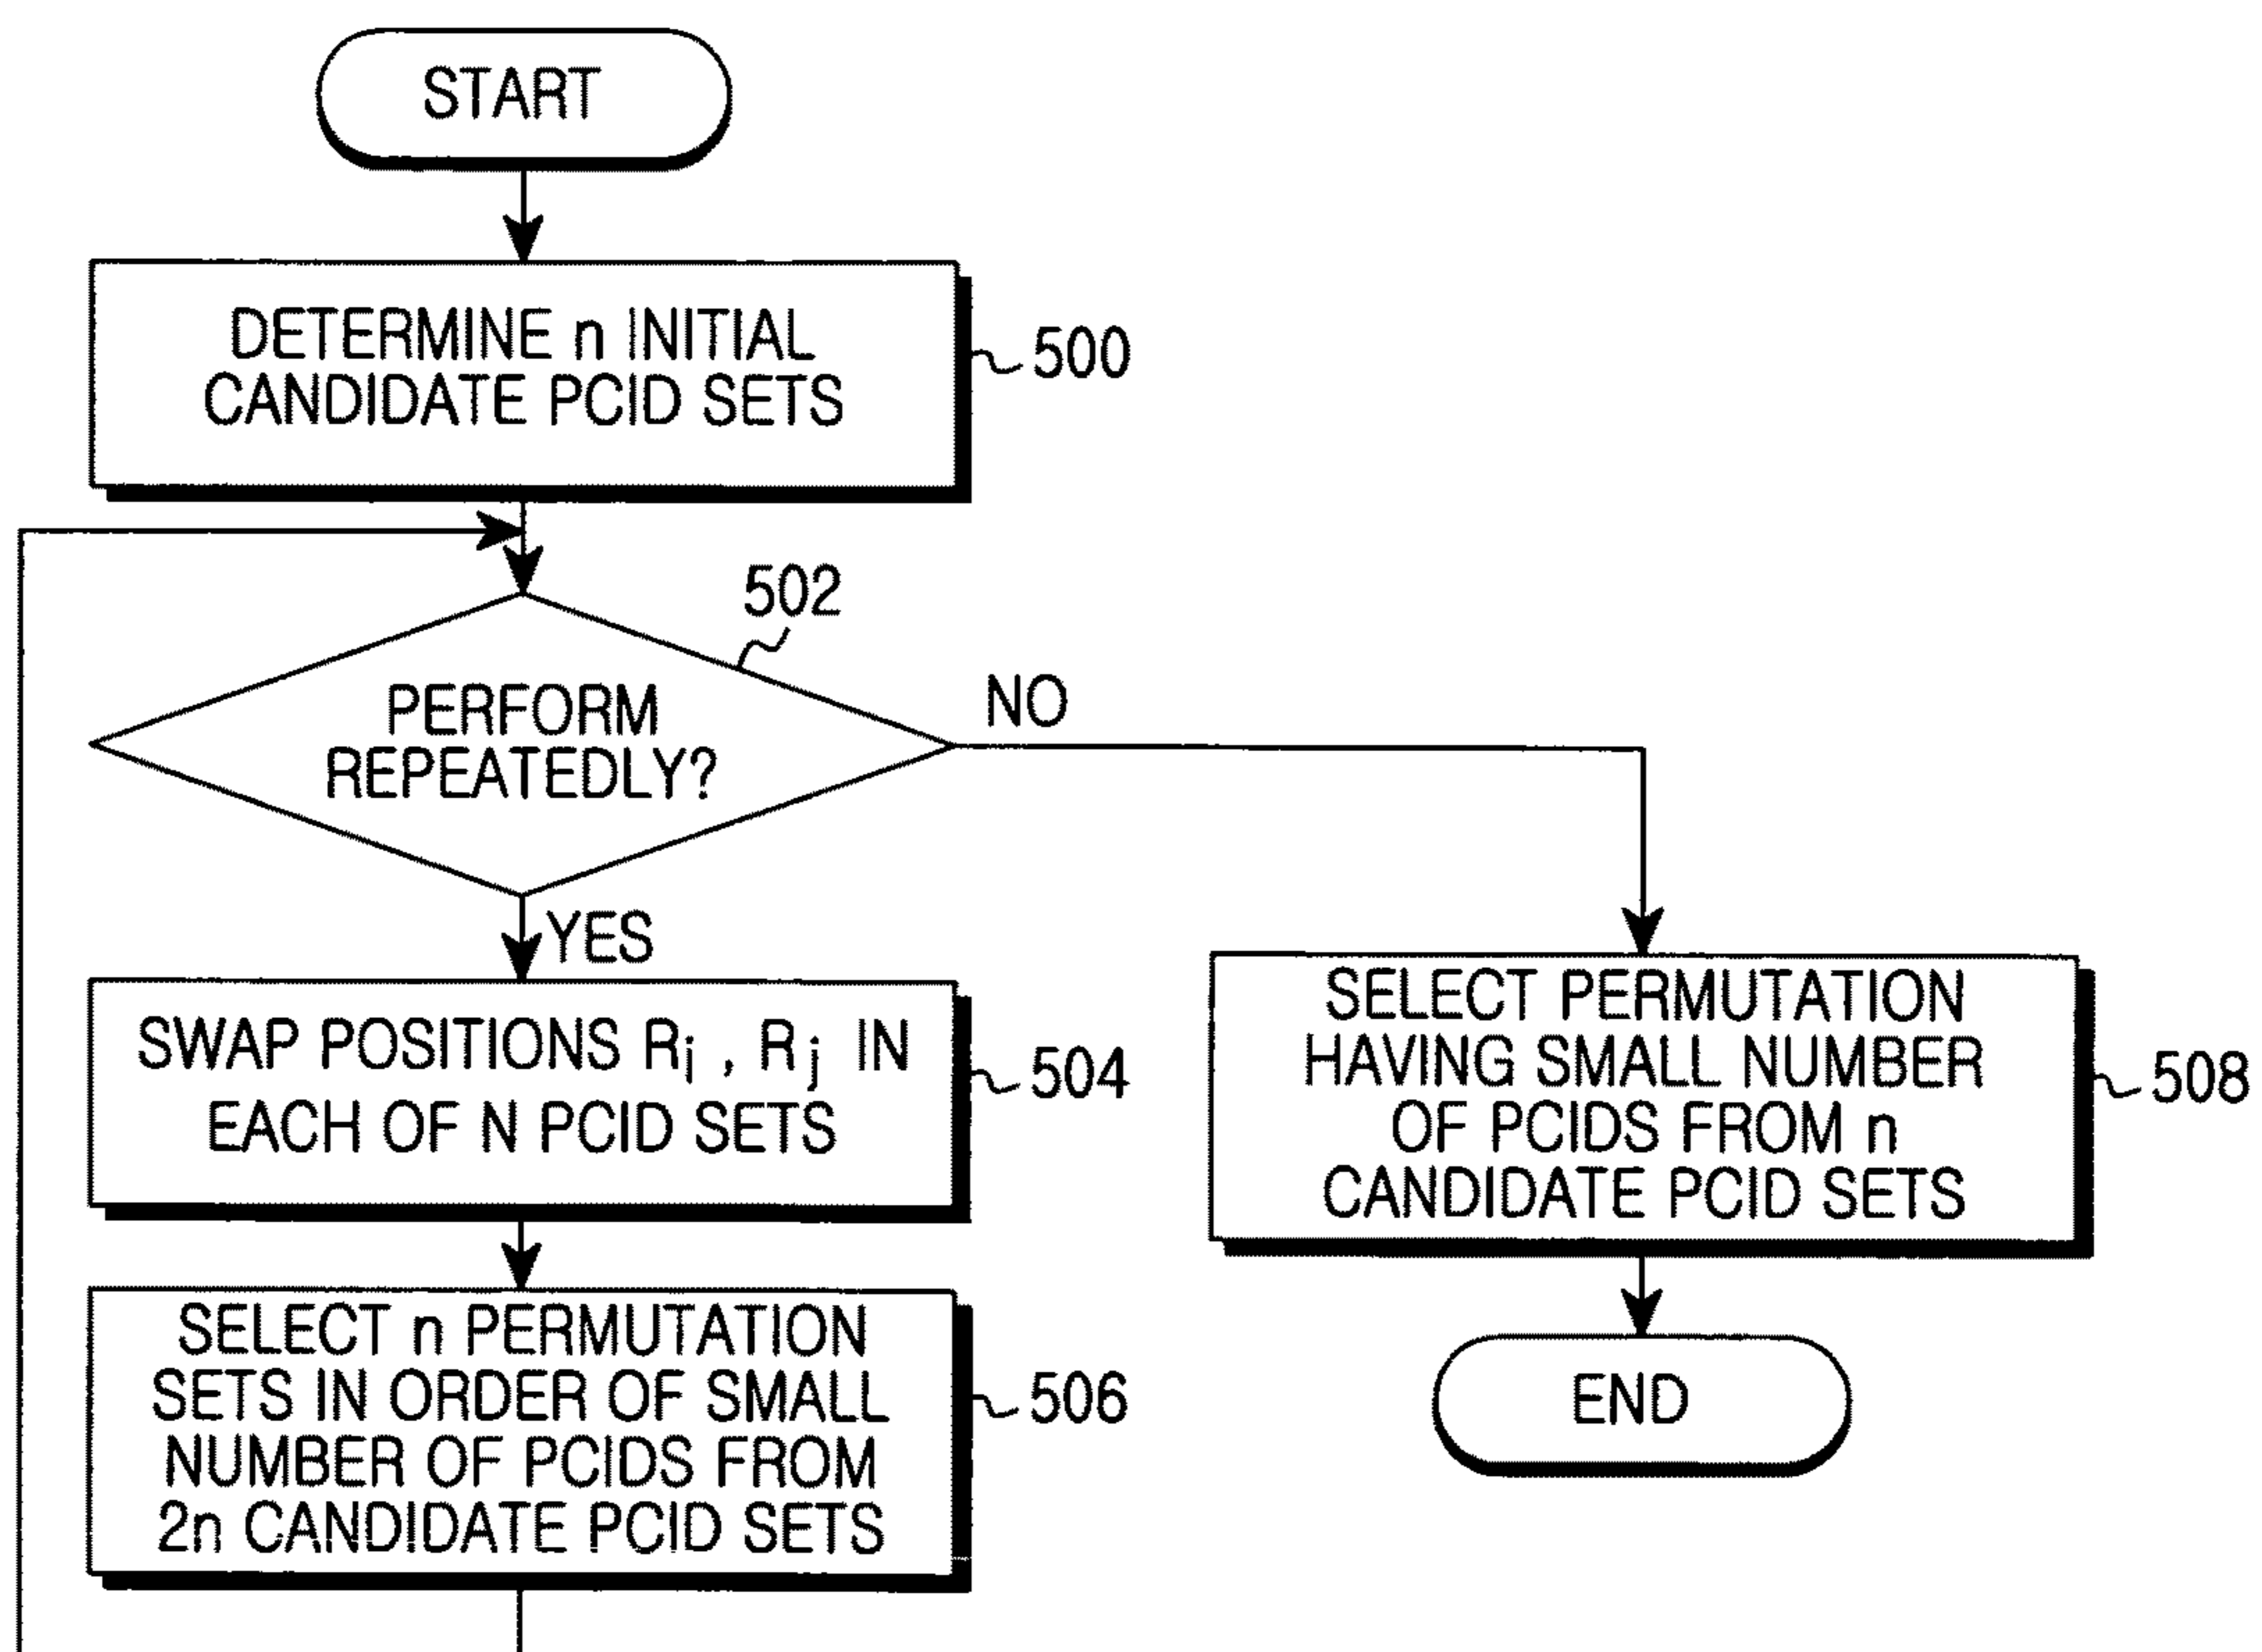 START
DETERMINE n INITIAL
CANDIDATE PCID SETS
500
502
PERFORM
REPEATEDLY?
NO
YES
SWAP POSITIONS Ri , Rj IN
EACH OF N PCID SETS
504
SELECT n PERMUTATION
SETS IN ORDER OF SMALL
NUMBER OF PCIDS FROM
2n CANDIDATE PCID SETS
506
SELECT PERMUTATION
HAVING SMALL NUMBER
OF PCIDS FROM n
CANDIDATE PCID SETS
508
END